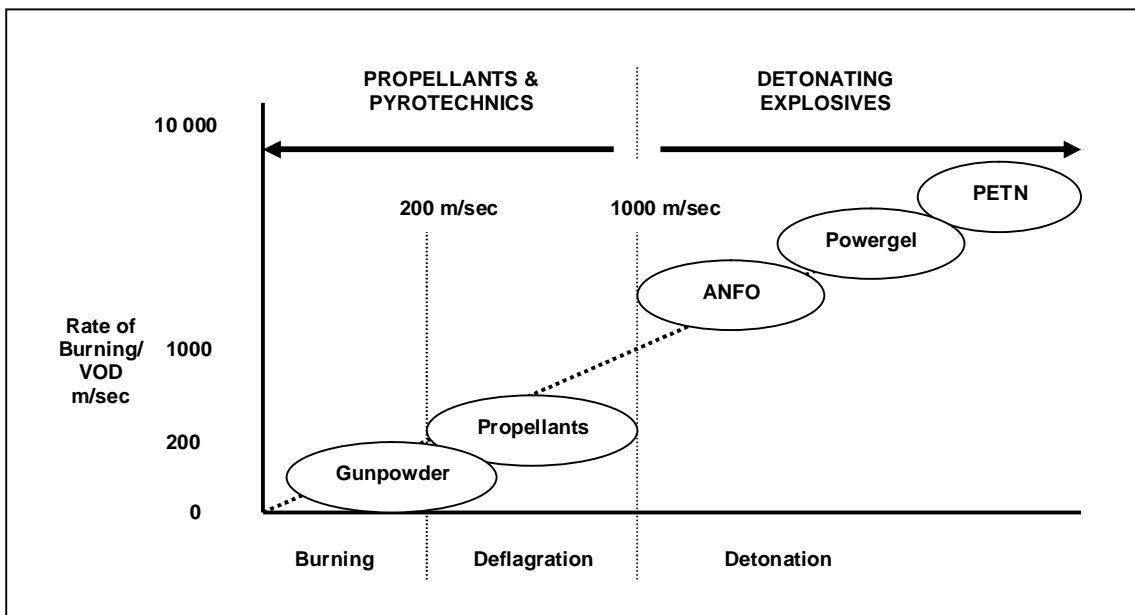 PROPELLANTS &
PYROTECHNICS
DETONATING
EXPLOSIVES
10 000
PETN
200 m/sec
1000 m/sec
Powergel
ANFO
Rate of
Burning/
VOD
m/sec
1000
Propellants
200
Gunpowder
0
Burning
Deflagration
Detonation